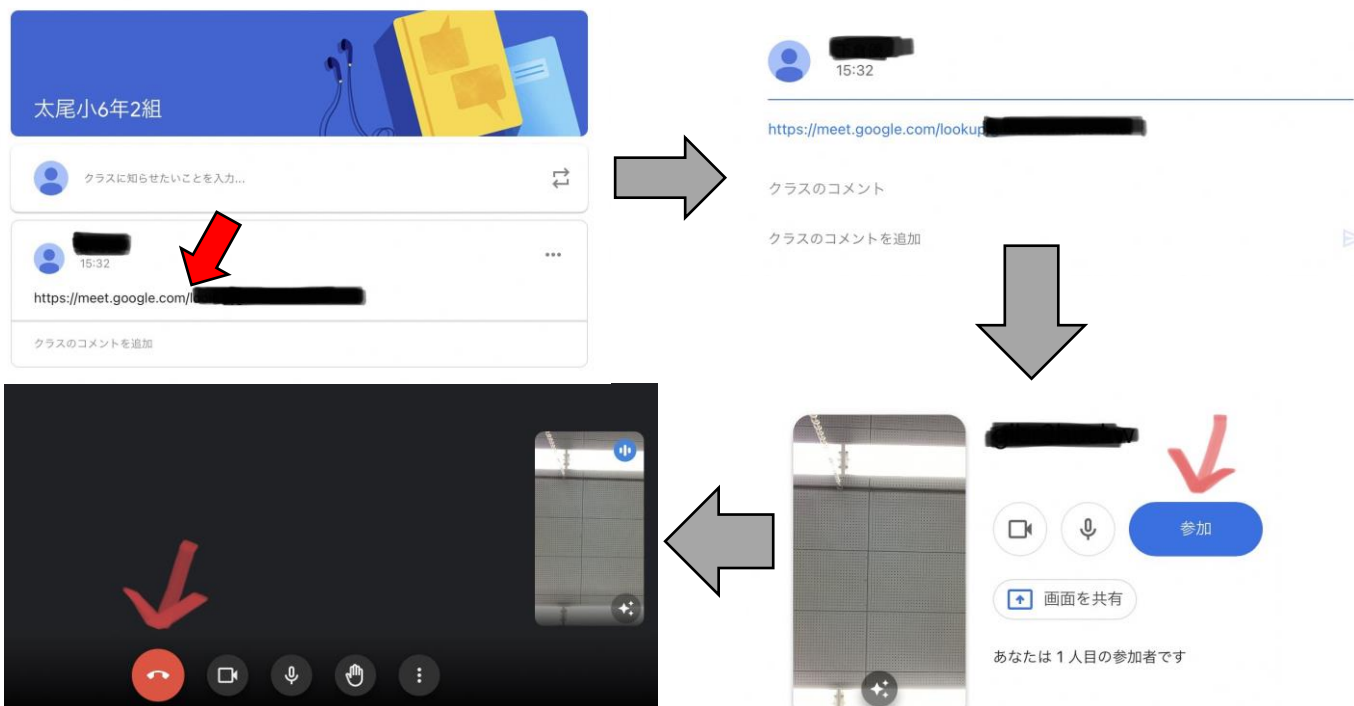 太尾小6年2組
クラスに知らせたいことを入力...
15:32
https://meet.google.com/l
クラスのコメントを追加
15:32
https://meet.google.com/lookup
クラスのコメント
クラスのコメントを追加
参加
画面を共有
あなたは1人目の参加者です